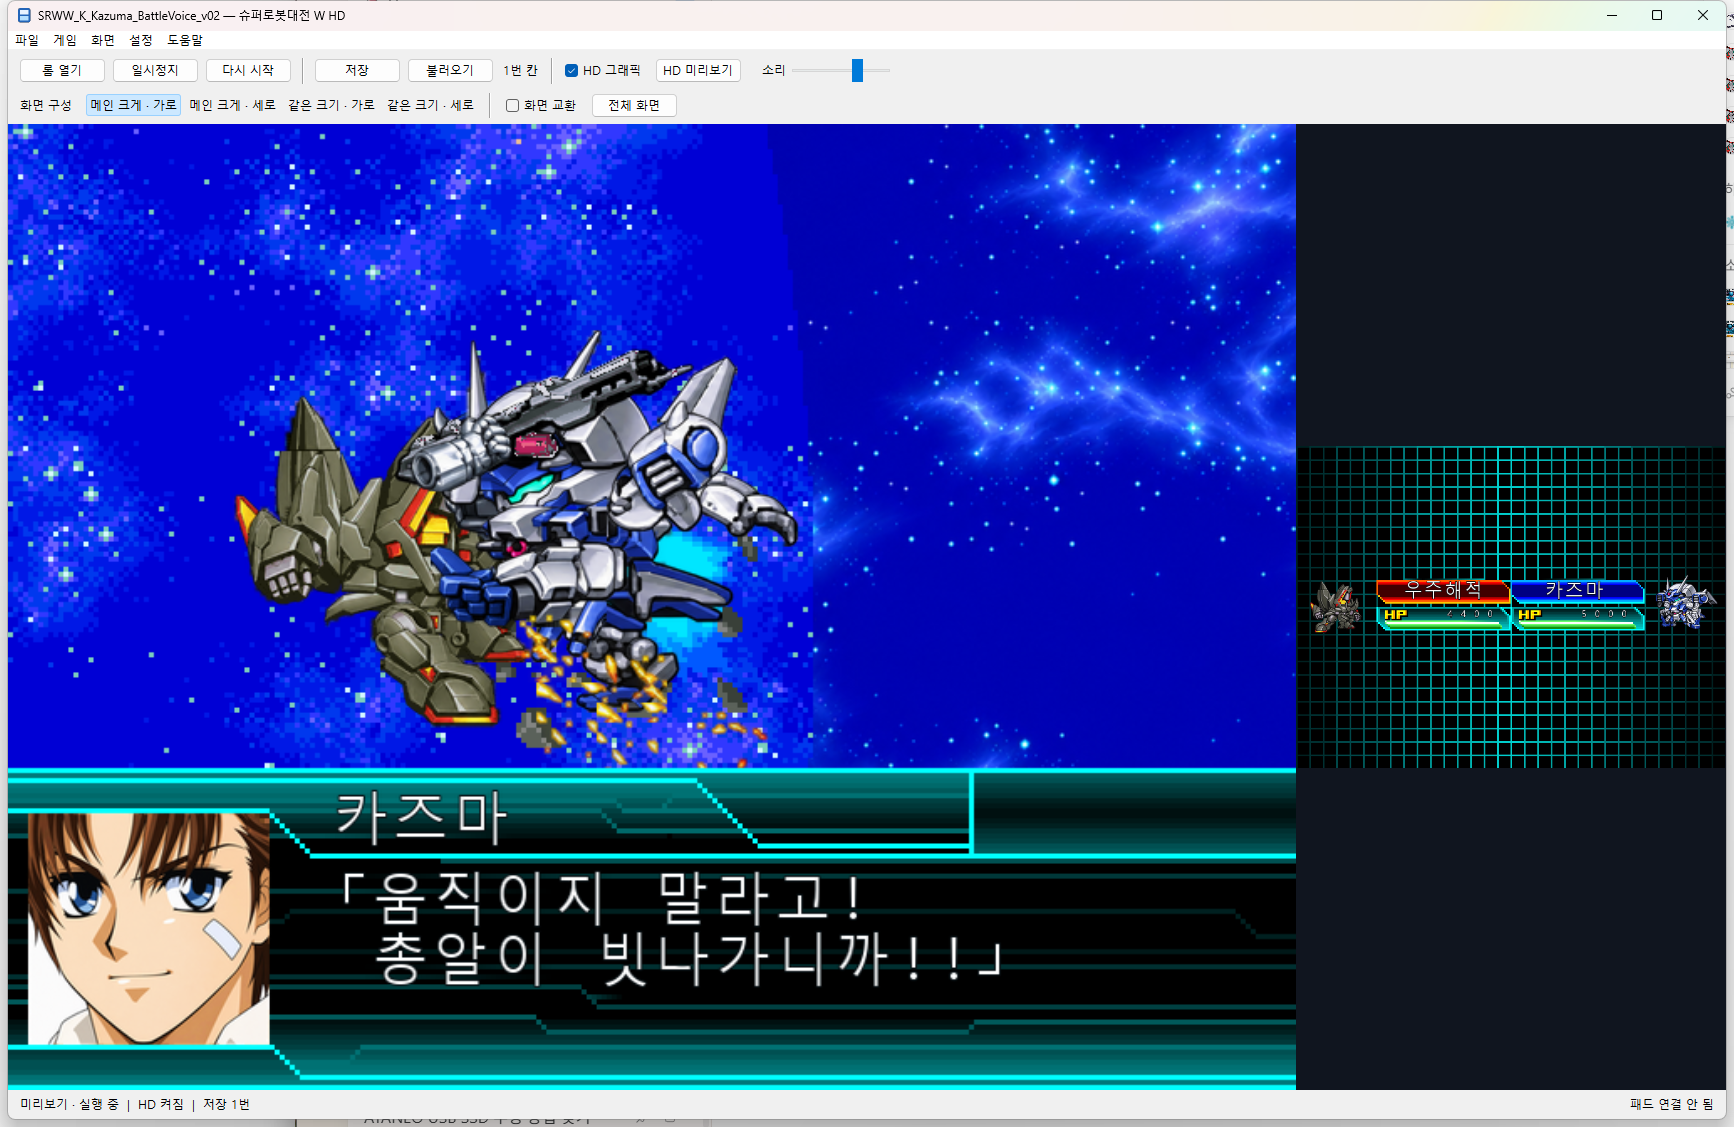 SRWW_K_Kazuma_BattleVoice_v02 — 슈퍼로봇대전 W HD
파일 게임 화면 설정 도움말
롬 열기 일시정지 다시 시작 저장 불러오기 1번 칸 HD 그래픽 HD 미리보기 소리
화면 구성 메인 크게 · 가로 메인 크게 · 세로 같은 크기 · 가로 같은 크기 · 세로 화면 교환 전체 화면
우주해적 카즈마
HP 4400 HP 5000
카즈마
「움직이지 말라고!
총알이 빗나가니까!!」
미리보기 · 실행 중 | HD 켜짐 | 저장 1번
패드 연결 안 됨